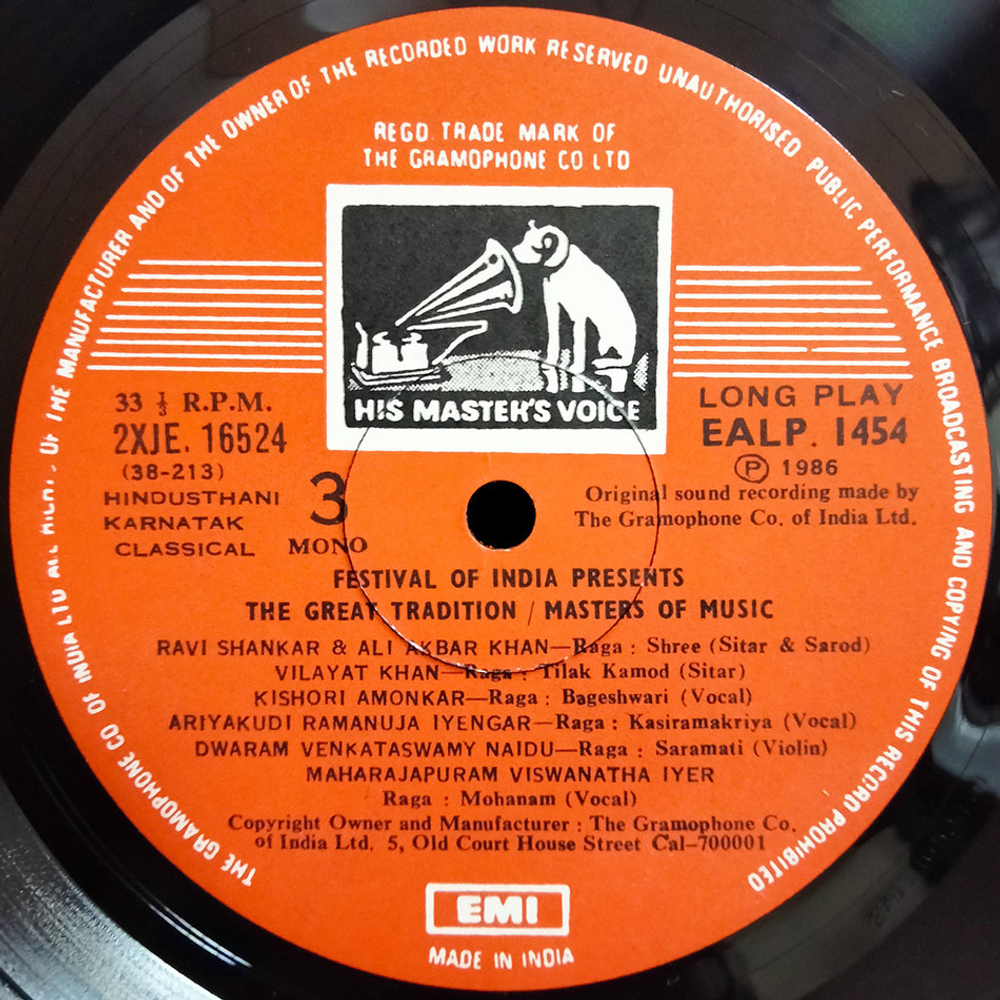 THE GRAMOPHONE CO OF INDIA LTD ALL OF THE MANUFACTURER AND OF THE OWNER OF THE RECORDED WORK RESERVED UNAUTHORISED PUBLIC PERFORMANCE BROADCASTING AND COPYING OF THIS RECORD PROHIBITED
REGD. TRADE MARK OF
THE GRAMOPHONE CO LTD
HIS MASTER'S VOICE
33 1/3 R.P.M.
2XJE. 16524
(38-213)
HINDUSTHANI
KARNATAK
CLASSICAL
3
MONO
LONG PLAY
EALP. 1454
Ⓟ 1986
Original sound recording made by
The Gramophone Co. of India Ltd.
FESTIVAL OF INDIA PRESENTS
THE GREAT TRADITION / MASTERS OF MUSIC
RAVI SHANKAR & ALI AKBAR KHAN—Raga : Shree (Sitar & Sarod)
VILAYAT KHAN—Raga : Tilak Kamod (Sitar)
KISHORI AMONKAR—Raga : Bageshwari (Vocal)
ARIYAKUDI RAMANUJA IYENGAR—Raga : Kasiramakriya (Vocal)
DWARAM VENKATASWAMY NAIDU—Raga : Saramati (Violin)
MAHARAJAPURAM VISWANATHA IYER
Raga : Mohanam (Vocal)
Copyright Owner and Manufacturer : The Gramophone Co.
of India Ltd. 5, Old Court House Street Cal-700001
EMI
MADE IN INDIA